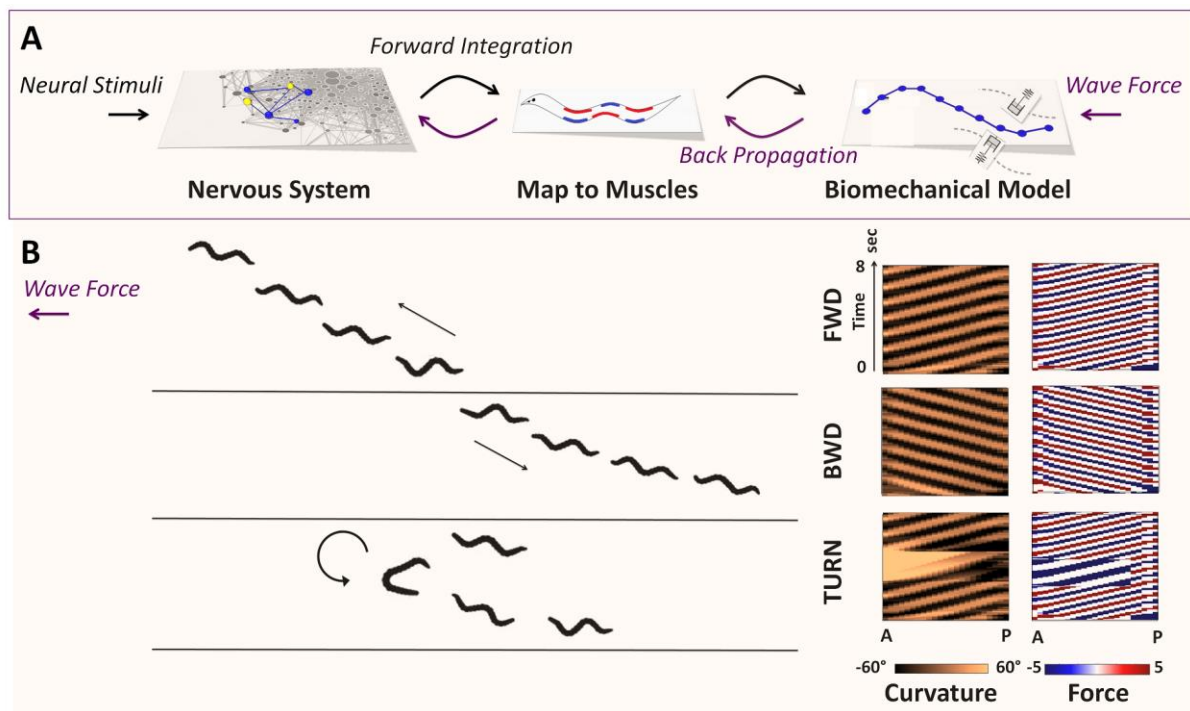 A
Neural Stimuli
Forward Integration
Wave Force
Back Propagation
Nervous System
Map to Muscles
Biomechanical Model
B
Wave Force
sec
8
Time
0
FWD
BWD
TURN
A P A P
-60° 60° -5 5
Curvature Force